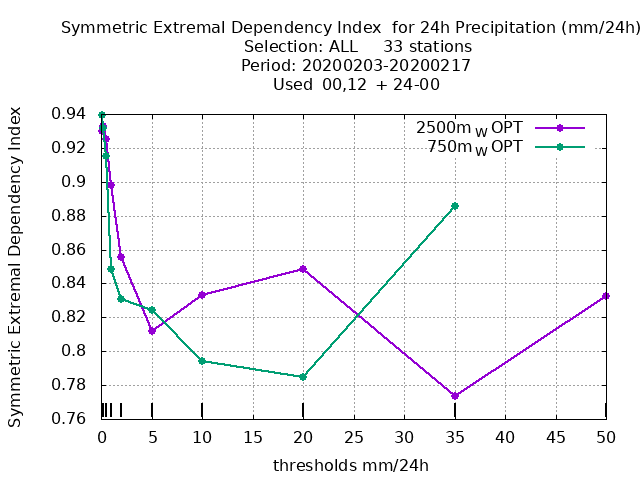 Symmetric Extremal Dependency Index  for 24h Precipitation (mm/24h)
Selection: ALL     33 stations
Period: 20200203-20200217
Used  00,12  + 24-00
Symmetric Extremal Dependency Index
0.94
0.92
0.9
0.88
0.86
0.84
0.82
0.8
0.78
0.76
2500m W OPT
750m W OPT
0 5 10 15 20 25 30 35 40 45 50
thresholds mm/24h